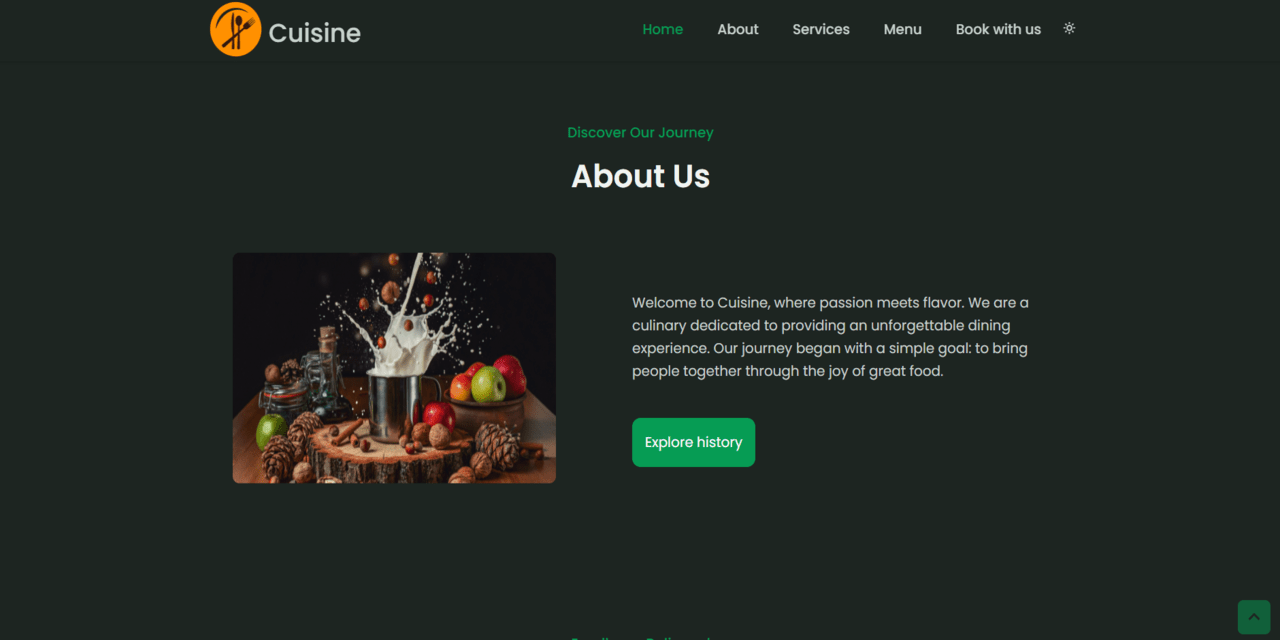 Cuisine
Home
About
Services
Menu
Book with us
Discover Our Journey
About Us
Welcome to Cuisine, where passion meets flavor. We are a
culinary dedicated to providing an unforgettable dining
experience. Our journey began with a simple goal: to bring
people together through the joy of great food.
Explore history